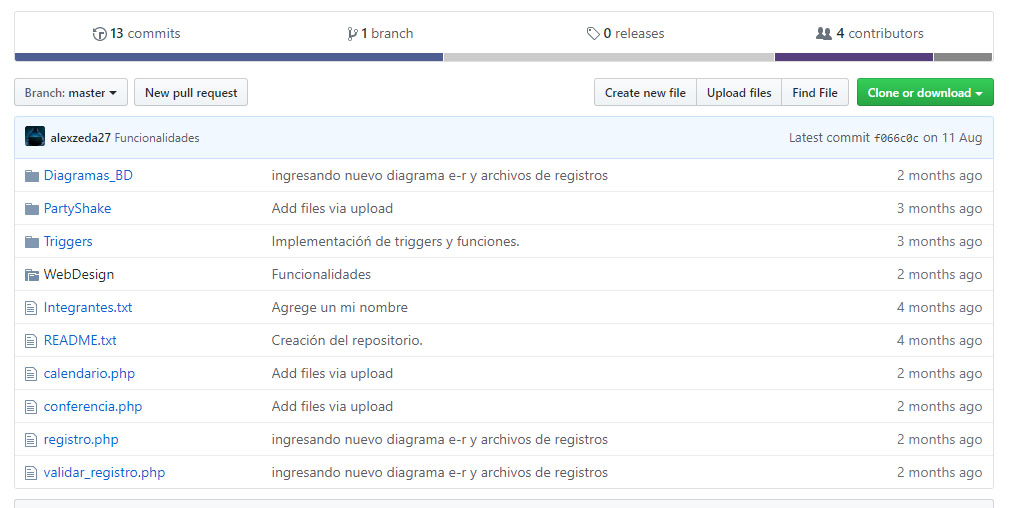 13 commits 1 branch 0 releases 4 contributors
Branch: master New pull request Create new file Upload files Find File Clone or download
alexzeda27 Funcionalidades Latest commit f066c0c on 11 Aug
Diagramas_BD ingresando nuevo diagrama e-r y archivos de registros 2 months ago
PartyShake Add files via upload 3 months ago
Triggers Implementacióń de triggers y funciones. 3 months ago
WebDesign Funcionalidades 2 months ago
Integrantes.txt Agrege un mi nombre 4 months ago
README.txt Creación del repositorio. 4 months ago
calendario.php Add files via upload 2 months ago
conferencia.php Add files via upload 2 months ago
registro.php ingresando nuevo diagrama e-r y archivos de registros 2 months ago
validar_registro.php ingresando nuevo diagrama e-r y archivos de registros 2 months ago